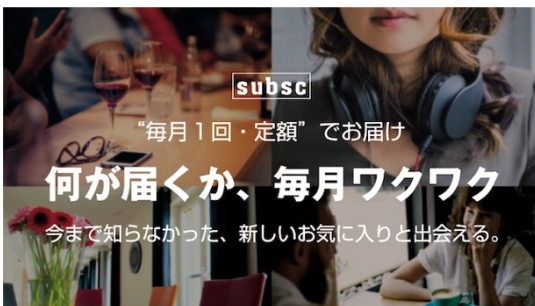 subsc
“毎月１回・定額”でお届け
何が届くか、毎月ワクワク
今まで知らなかった、新しいお気に入りと出会える。